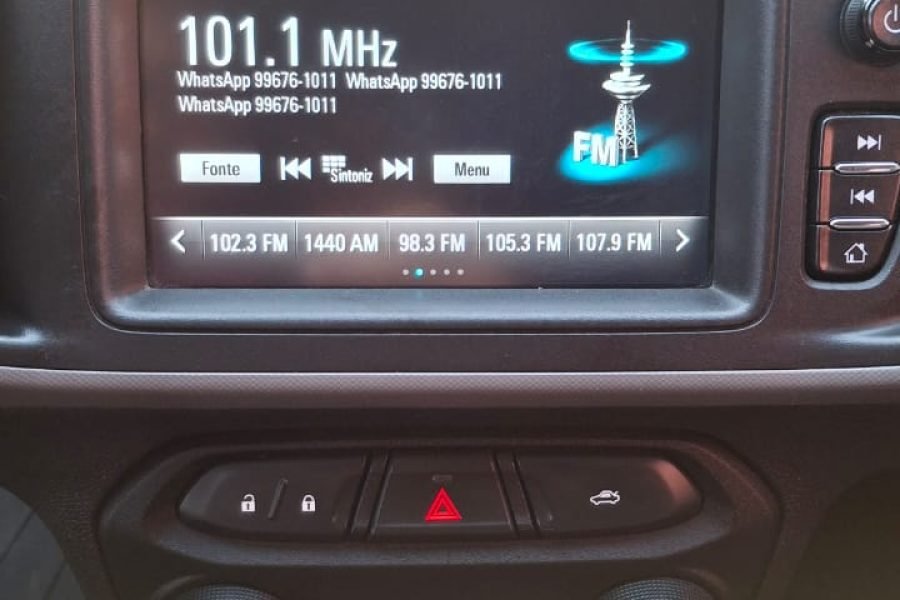 101.1 MHz
WhatsApp 99676-1011 WhatsApp 99676-1011
WhatsApp 99676-1011
FM
Fonte Sintoniz Menu
102.3 FM 1440 AM 98.3 FM 105.3 FM 107.9 FM